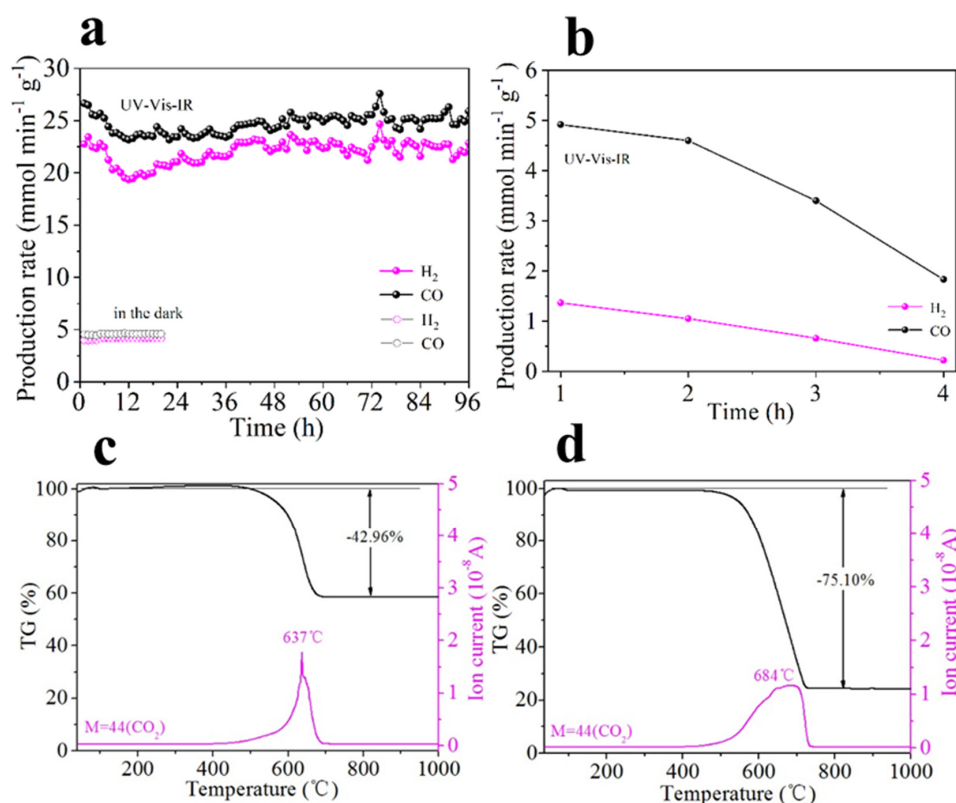 a
Production rate (mmol min⁻¹ g⁻¹)
30
25
20
15
10
5
0
UV-Vis-IR
in the dark
H₂
CO
H₂
CO
0 12 24 36 48 60 72 84 96
Time (h)
b
Production rate (mmol min⁻¹ g⁻¹)
6
5
4
3
2
1
0
UV-Vis-IR
H₂
CO
1 2 3 4
Time (h)
c
TG (%)
100
80
60
40
20
0
-42.96%
637℃
M=44(CO₂)
5
4
3
2
1
0
Ion current (10⁻⁸A)
200 400 600 800 1000
Temperature (℃)
d
TG (%)
100
80
60
40
20
0
-75.10%
684℃
M=44(CO₂)
5
4
3
2
1
0
Ion current (10⁻⁸A)
200 400 600 800 1000
Temperature (℃)